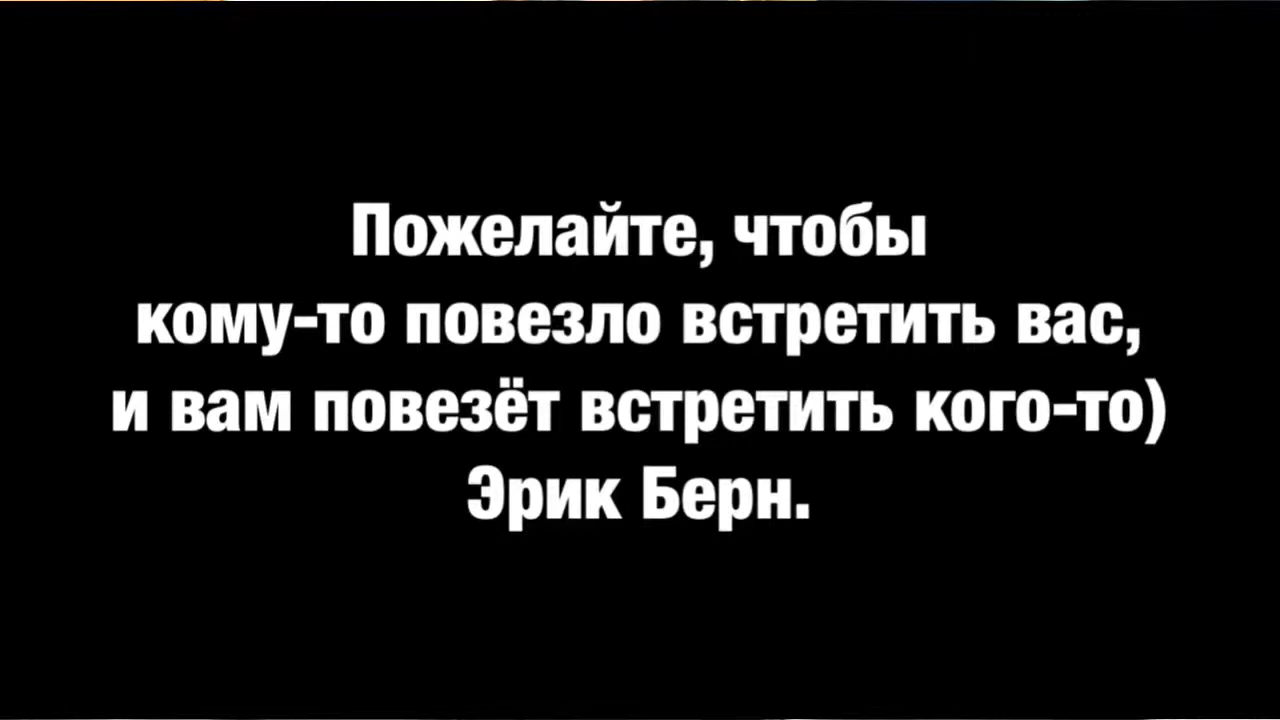 Пожелайте, чтобы
кому-то повезло встретить вас,
и вам повезёт встретить кого-то)
Эрик Берн.